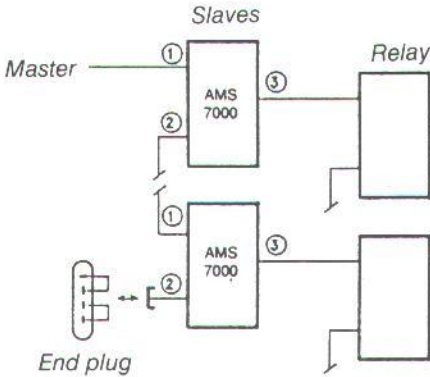 Slaves
Master
①
AMS
7000
②
③
Relay
①
AMS
7000
②
③
End plug